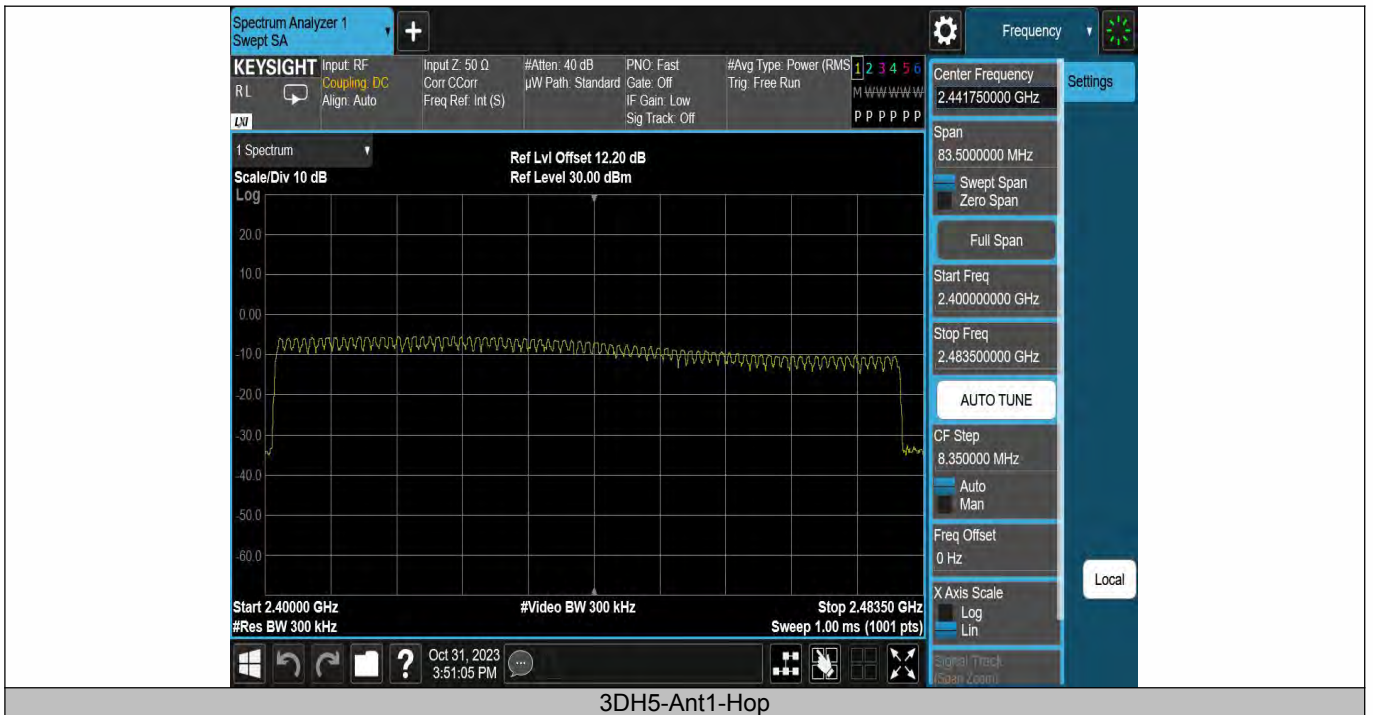 Spectrum Analyzer 1
Swept SA
+
Frequency
KEYSIGHT
RL
LXI
Input: RF
Coupling: DC
Align: Auto
Input Z: 50 Ω
Corr CCorr
Freq Ref: Int (S)
#Atten: 40 dB
µW Path: Standard
PNO: Fast
Gate: Off
IF Gain: Low
Sig Track: Off
#Avg Type: Power (RMS
Trig: Free Run
1 2 3 4 5 6
M W W W W W
P P P P P P
1 Spectrum
Scale/Div 10 dB
Ref Lvl Offset 12.20 dB
Ref Level 30.00 dBm
Log
20.0
10.0
0.00
-10.0
-20.0
-30.0
-40.0
-50.0
-60.0
Start 2.40000 GHz
#Res BW 300 kHz
#Video BW 300 kHz
Stop 2.48350 GHz
Sweep 1.00 ms (1001 pts)
Oct 31, 2023
3:51:05 PM
Center Frequency
2.441750000 GHz
Span
83.5000000 MHz
Swept Span
Zero Span
Full Span
Start Freq
2.400000000 GHz
Stop Freq
2.483500000 GHz
AUTO TUNE
CF Step
8.350000 MHz
Auto
Man
Freq Offset
0 Hz
X Axis Scale
Log
Lin
Signal Track
(Span Zoom)
Settings
Local
3DH5-Ant1-Hop